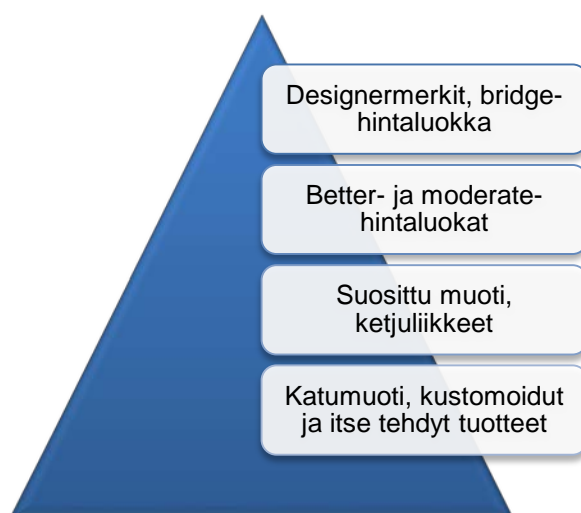 Designermerkit, bridge-
hintaluokka
Better- ja moderate-
hintaluokat
Suosittu muoti,
ketjuliikkeet
Katumuoti, kustomoidut
ja itse tehdyt tuotteet